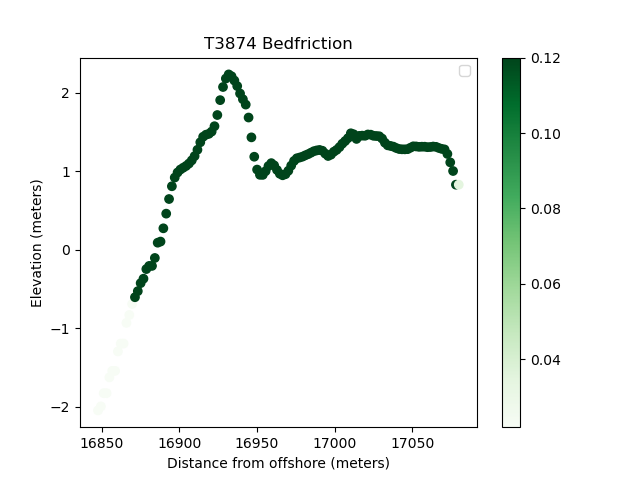 T3874 Bedfriction
Elevation (meters)
2
1
0
−1
−2
16850 16900 16950 17000 17050
Distance from offshore (meters)
0.12
0.10
0.08
0.06
0.04